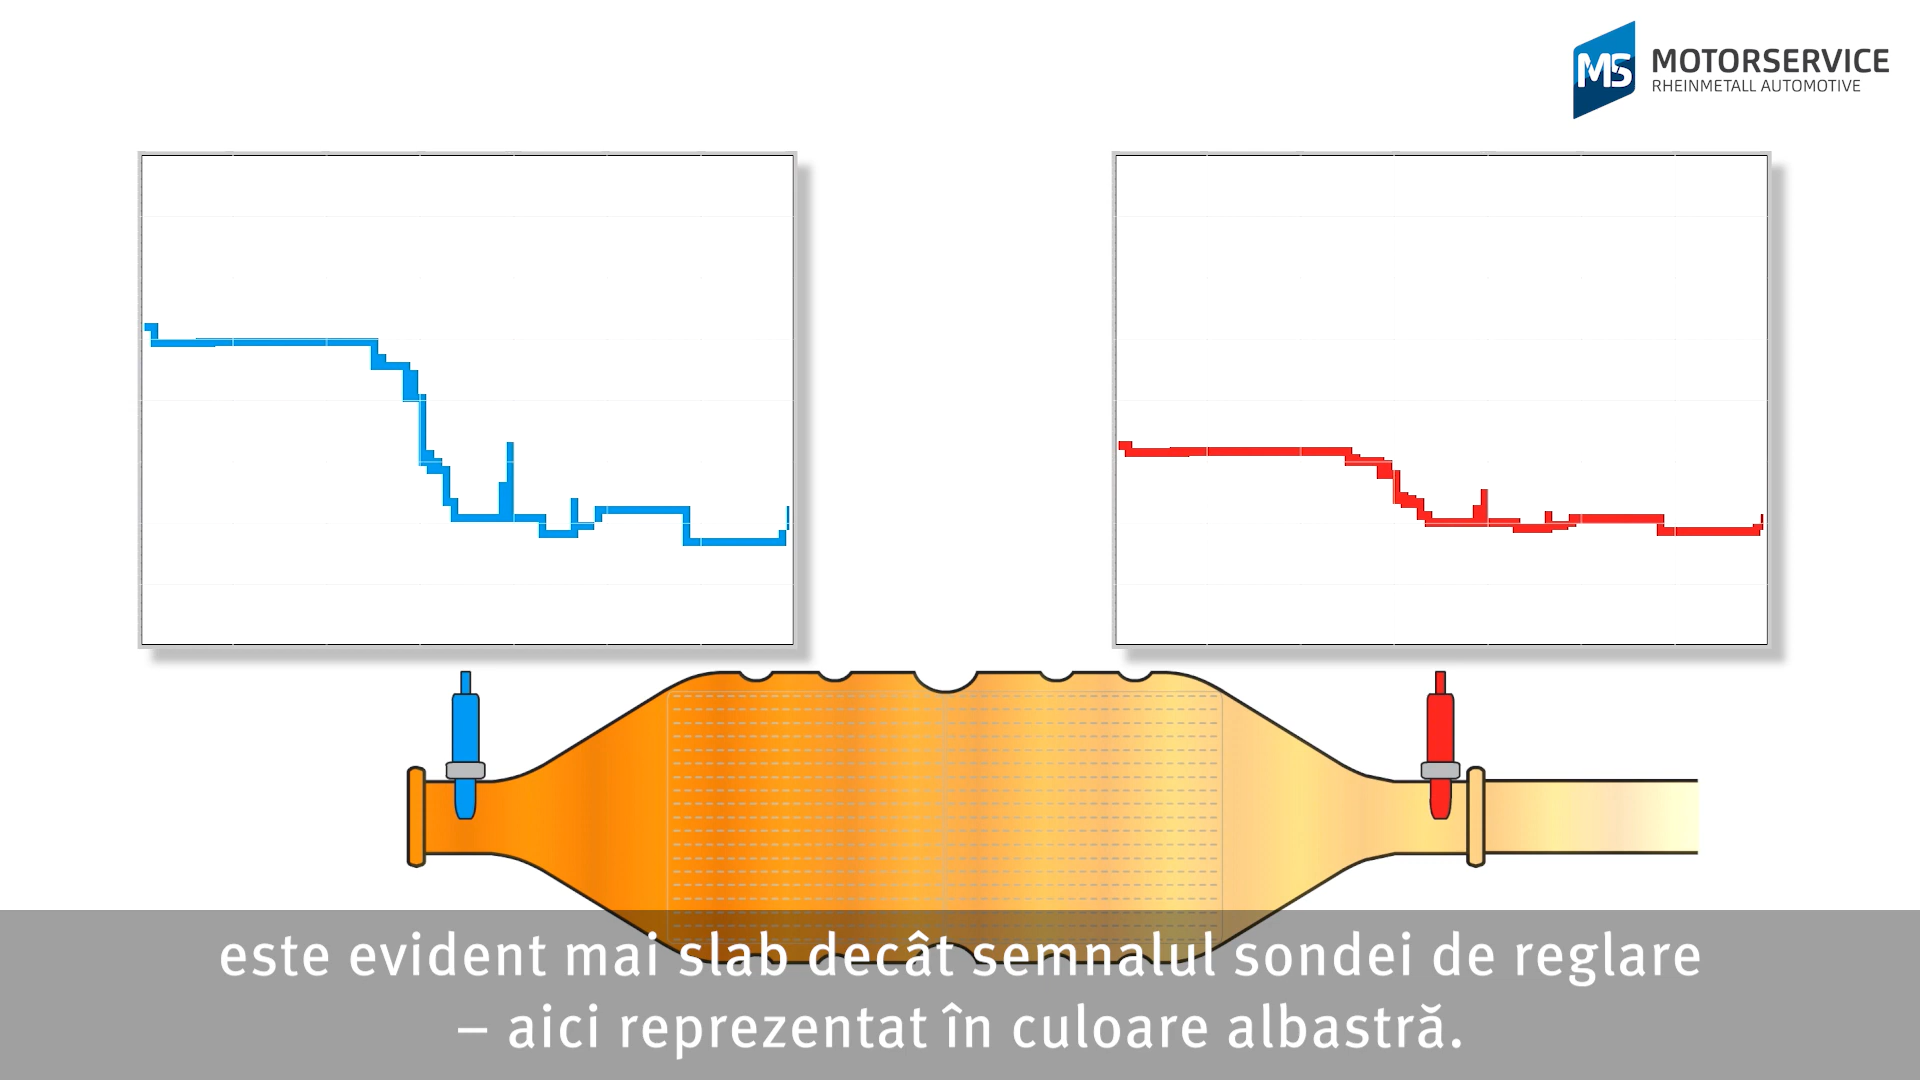 MS
MOTORSERVICE
RHEINMETALL AUTOMOTIVE
este evident mai slab decât semnalul sondei de reglare
– aici reprezentat în culoare albastră.